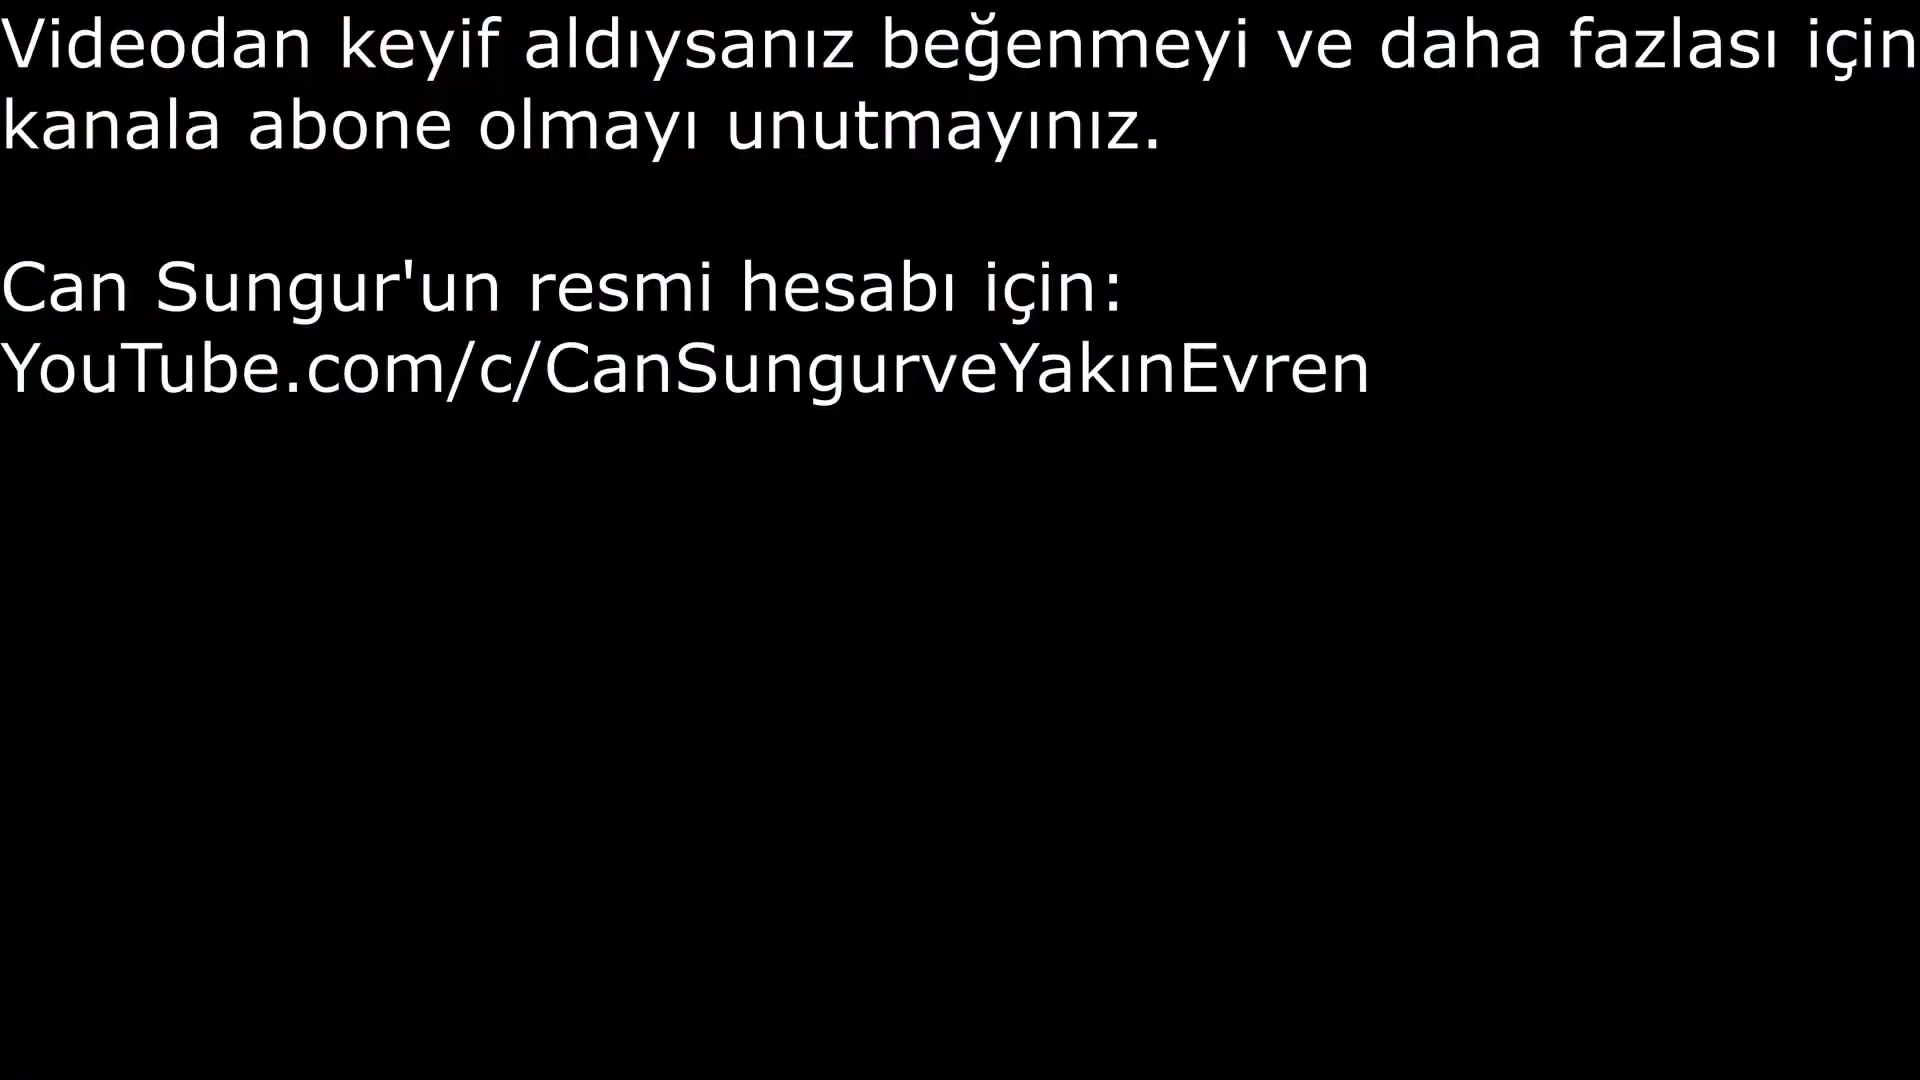 Videodan keyif aldıysanız beğenmeyi ve daha fazlası için
kanala abone olmayı unutmayınız.
Can Sungur'un resmi hesabı için:
YouTube.com/c/CanSungurveYakınEvren